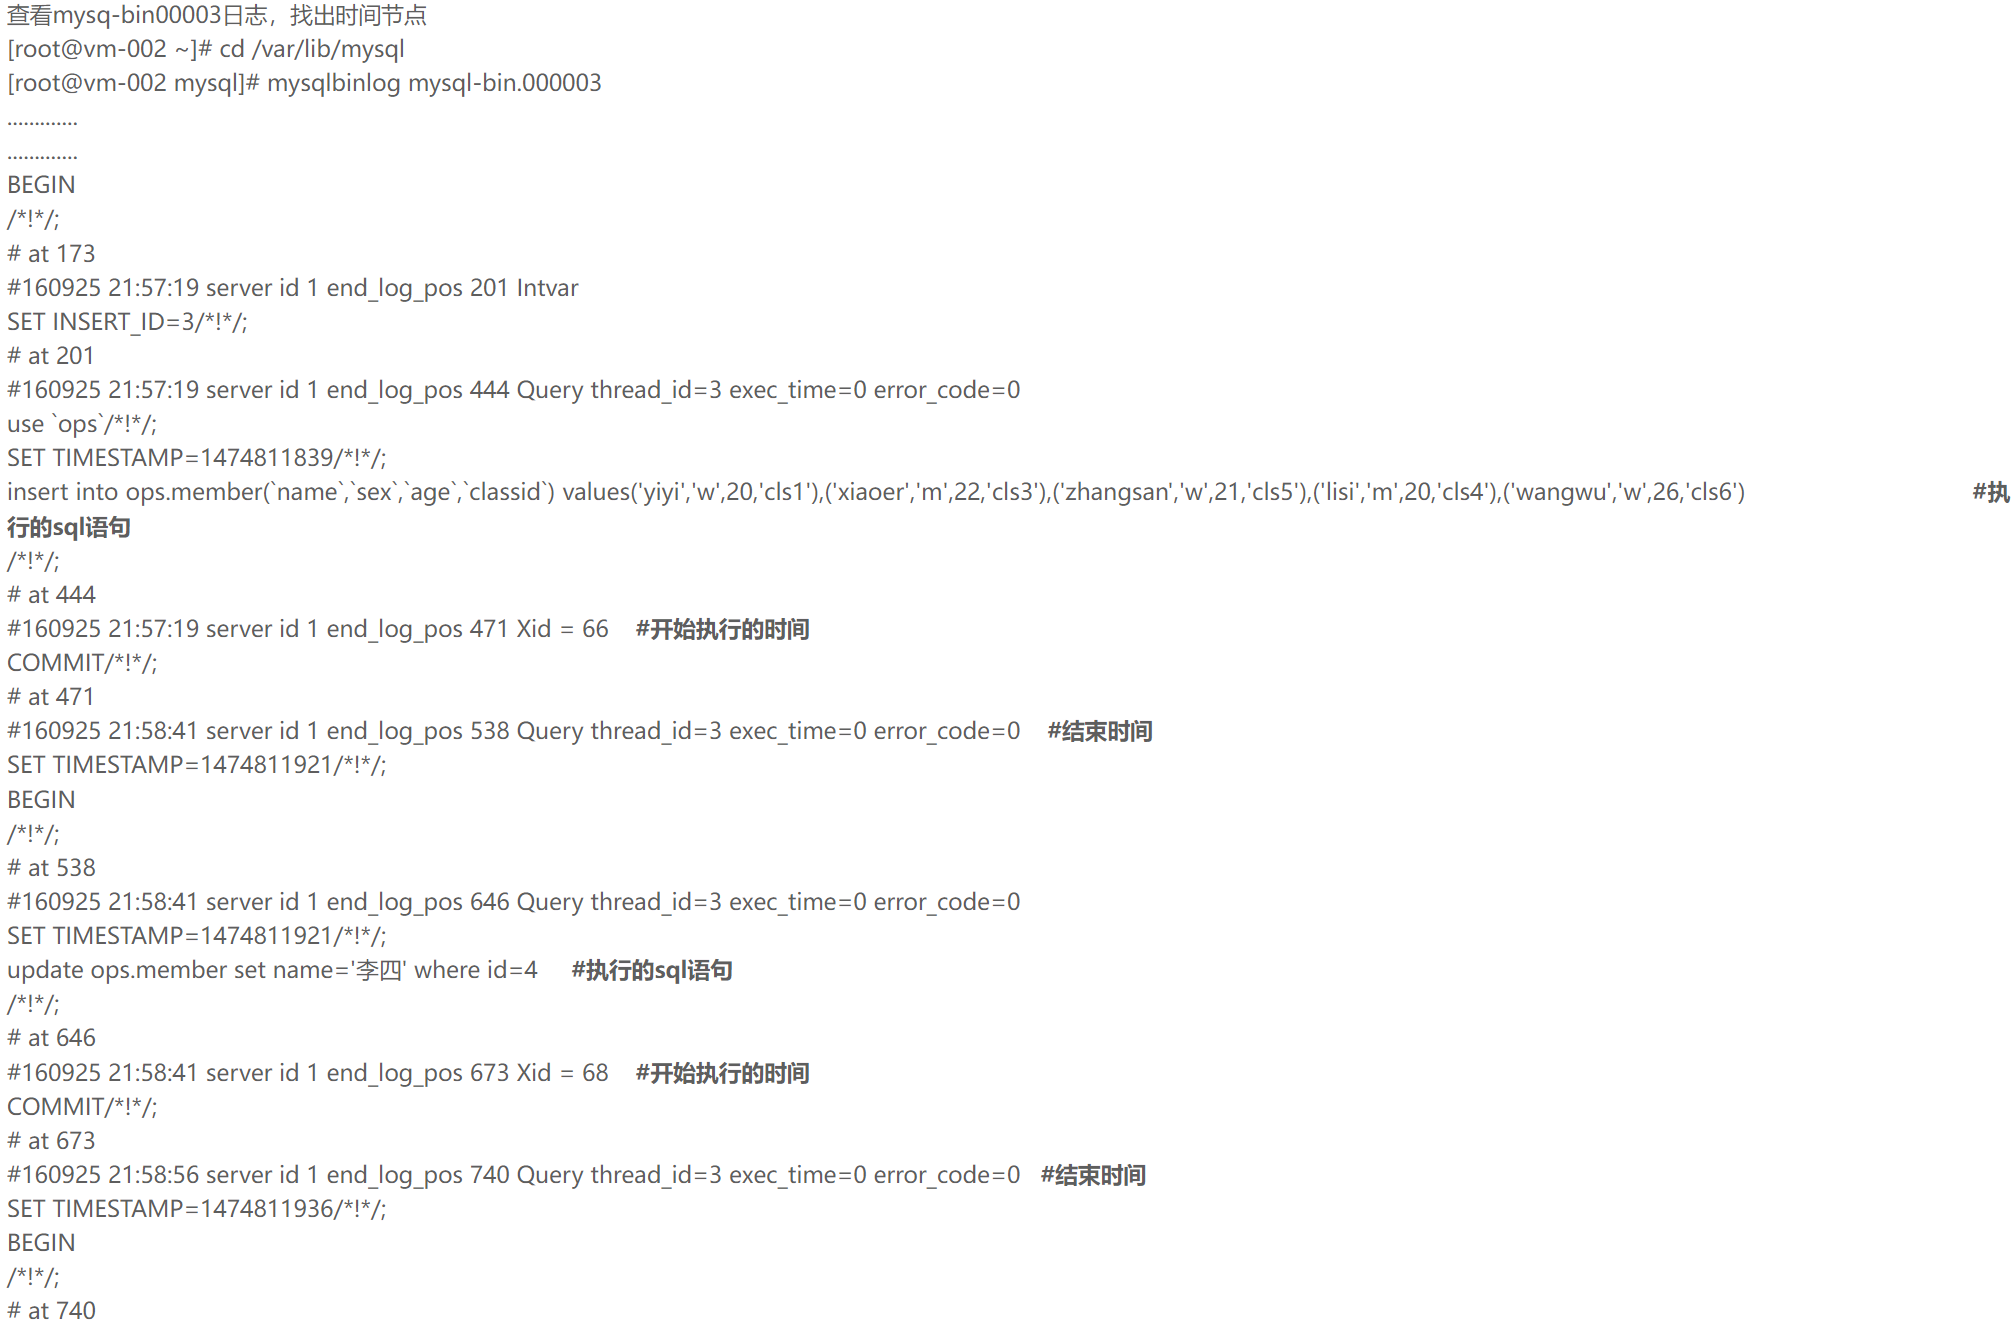 查看mysq-bin00003日志，找出时间节点
[root@vm-002 ~]# cd /var/lib/mysql
[root@vm-002 mysql]# mysqlbinlog mysql-bin.000003
.............
.............
BEGIN
/*!*/;
# at 173
#160925 21:57:19 server id 1 end_log_pos 201 Intvar
SET INSERT_ID=3/*!*/;
# at 201
#160925 21:57:19 server id 1 end_log_pos 444 Query thread_id=3 exec_time=0 error_code=0
use `ops`/*!*/;
SET TIMESTAMP=1474811839/*!*/;
insert into ops.member(`name`,`sex`,`age`,`classid`) values('yiyi','w',20,'cls1'),('xiaoer','m',22,'cls3'),('zhangsan','w',21,'cls5'),('lisi','m',20,'cls4'),('wangwu','w',26,'cls6') #执
行的sql语句
/*!*/;
# at 444
#160925 21:57:19 server id 1 end_log_pos 471 Xid = 66 #开始执行的时间
COMMIT/*!*/;
# at 471
#160925 21:58:41 server id 1 end_log_pos 538 Query thread_id=3 exec_time=0 error_code=0 #结束时间
SET TIMESTAMP=1474811921/*!*/;
BEGIN
/*!*/;
# at 538
#160925 21:58:41 server id 1 end_log_pos 646 Query thread_id=3 exec_time=0 error_code=0
SET TIMESTAMP=1474811921/*!*/;
update ops.member set name='李四' where id=4 #执行的sql语句
/*!*/;
# at 646
#160925 21:58:41 server id 1 end_log_pos 673 Xid = 68 #开始执行的时间
COMMIT/*!*/;
# at 673
#160925 21:58:56 server id 1 end_log_pos 740 Query thread_id=3 exec_time=0 error_code=0 #结束时间
SET TIMESTAMP=1474811936/*!*/;
BEGIN
/*!*/;
# at 740